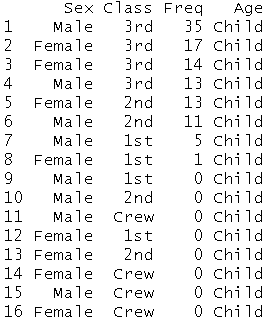 Sex Class Freq Age
1 Male 3rd 35 Child
2 Female 3rd 17 Child
3 Female 3rd 14 Child
4 Male 3rd 13 Child
5 Female 2nd 13 Child
6 Male 2nd 11 Child
7 Male 1st 5 Child
8 Female 1st 1 Child
9 Male 1st 0 Child
10 Male 2nd 0 Child
11 Male Crew 0 Child
12 Female 1st 0 Child
13 Female 2nd 0 Child
14 Female Crew 0 Child
15 Male Crew 0 Child
16 Female Crew 0 Child